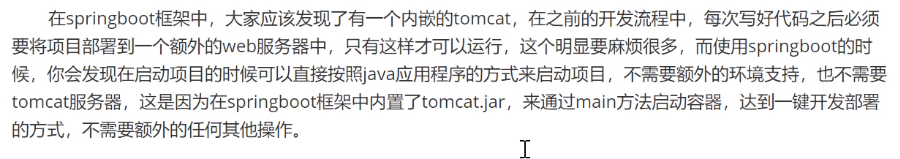 在springboot框架中，大家应该发现了有一个内嵌的tomcat，在之前的开发流程中，每次写好代码之后必须
要将项目部署到一个额外的web服务器中，只有这样才可以运行，这个明显要麻烦很多，而使用springboot的时
候，你会发现在启动项目的时候可以直接按照java应用程序的方式来启动项目，不需要额外的环境支持，也不需要
tomcat服务器，这是因为在springboot框架中内置了tomcat.jar，来通过main方法启动容器，达到一键开发部署
的方式，不需要额外的任何其他操作。